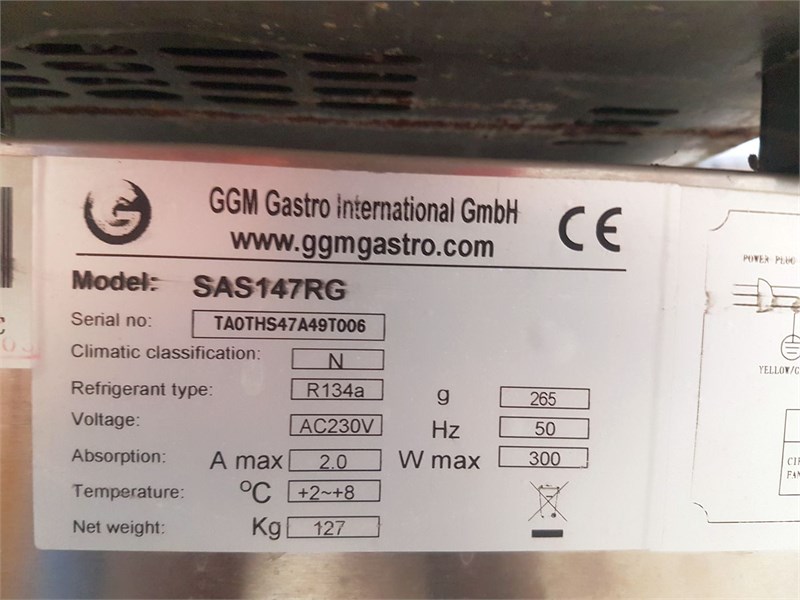 GGM Gastro International GmbH
www.ggmgastro.com
CE
Model: SAS147RG
Serial no: TA0THS47A49T006
Climatic classification: N
Refrigerant type: R134a g 265
Voltage: AC230V Hz 50
Absorption: A max 2.0 W max 300
Temperature: °C +2~+8
Net weight: Kg 127
POWER PLUG
YELLOW/